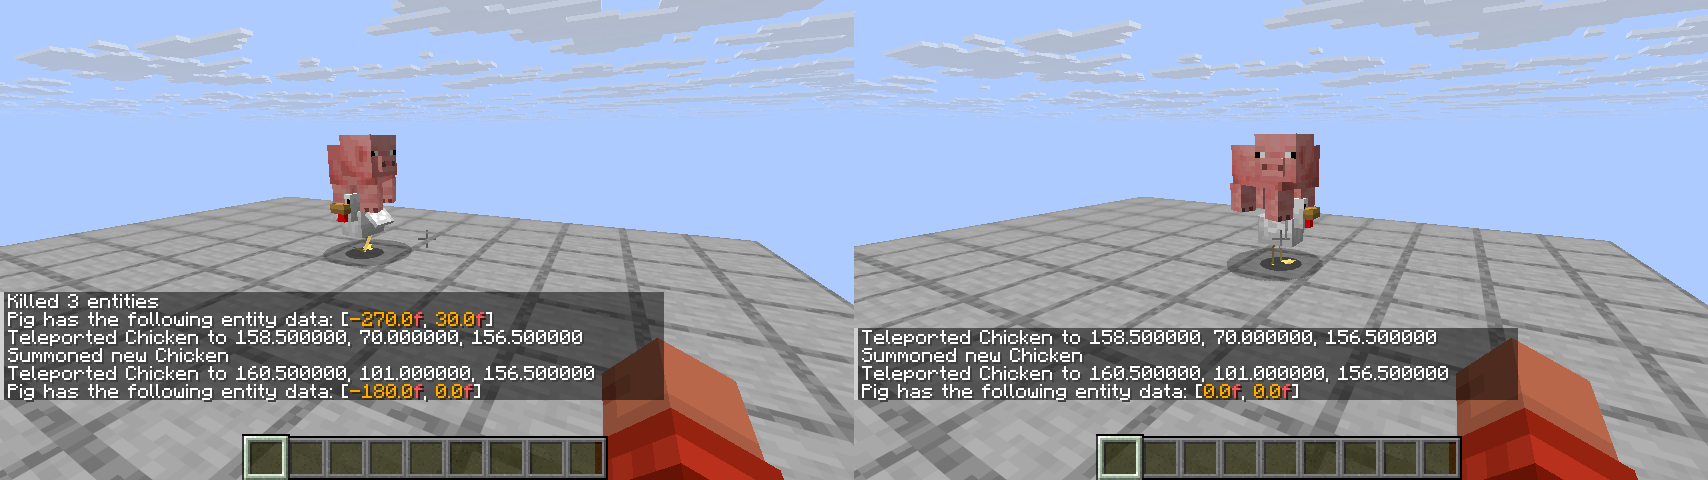 Killed 3 entities
Pig has the following entity data: [-270.0f, 30.0f]
Teleported Chicken to 158.500000, 70.000000, 156.500000
Summoned new Chicken
Teleported Chicken to 160.500000, 101.000000, 156.500000
Pig has the following entity data: [-180.0f, 0.0f]
Teleported Chicken to 158.500000, 70.000000, 156.500000
Summoned new Chicken
Teleported Chicken to 160.500000, 101.000000, 156.500000
Pig has the following entity data: [0.0f, 0.0f]